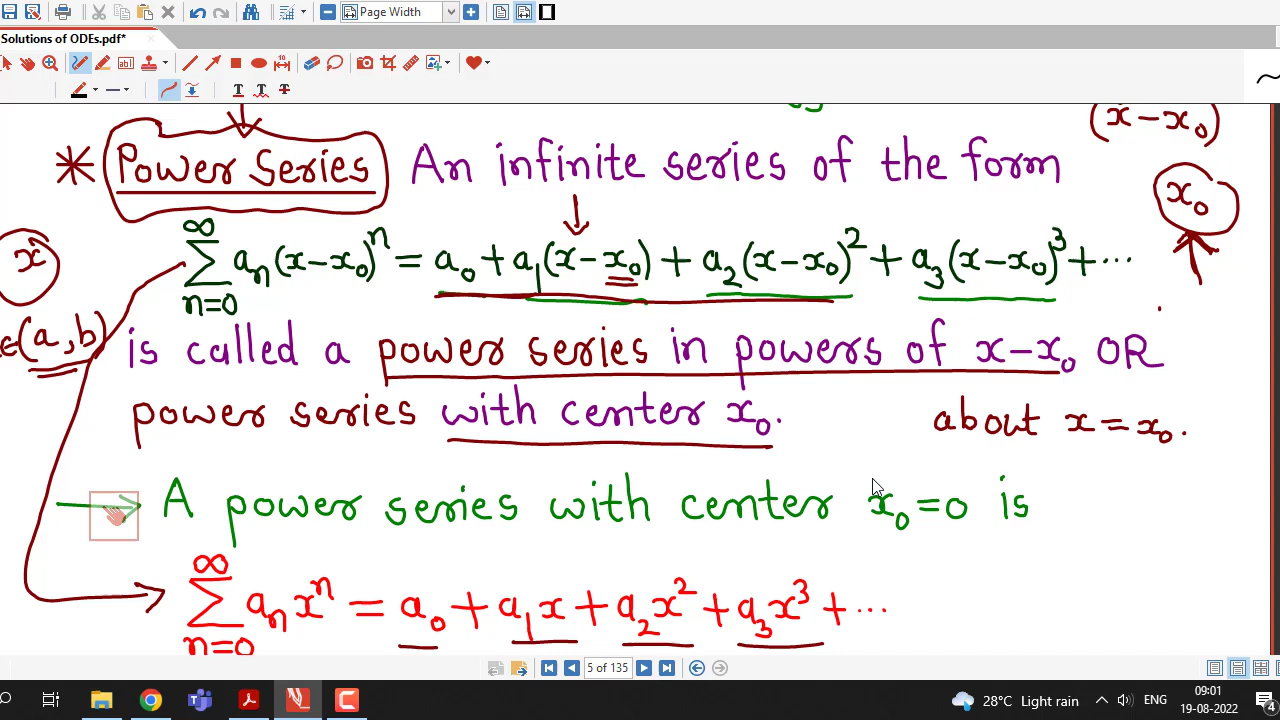 Page Width
Solutions of ODEs.pdf*
(x-x₀)
* Power Series An infinite series of the form
x₀
x
∞
∑ aₙ(x-x₀)ⁿ = a₀ + a₁(x-x₀) + a₂(x-x₀)² + a₃(x-x₀)³ + ...
n=0
∈(a,b)
is called a power series in powers of x-x₀ OR
power series with center x₀. about x = x₀.
→ A power series with center x₀ = 0 is
∞
∑ aₙxⁿ = a₀ + a₁x + a₂x² + a₃x³ + ...
n=0
5 of 135
28°C Light rain ENG 09:01
19-08-2022 4